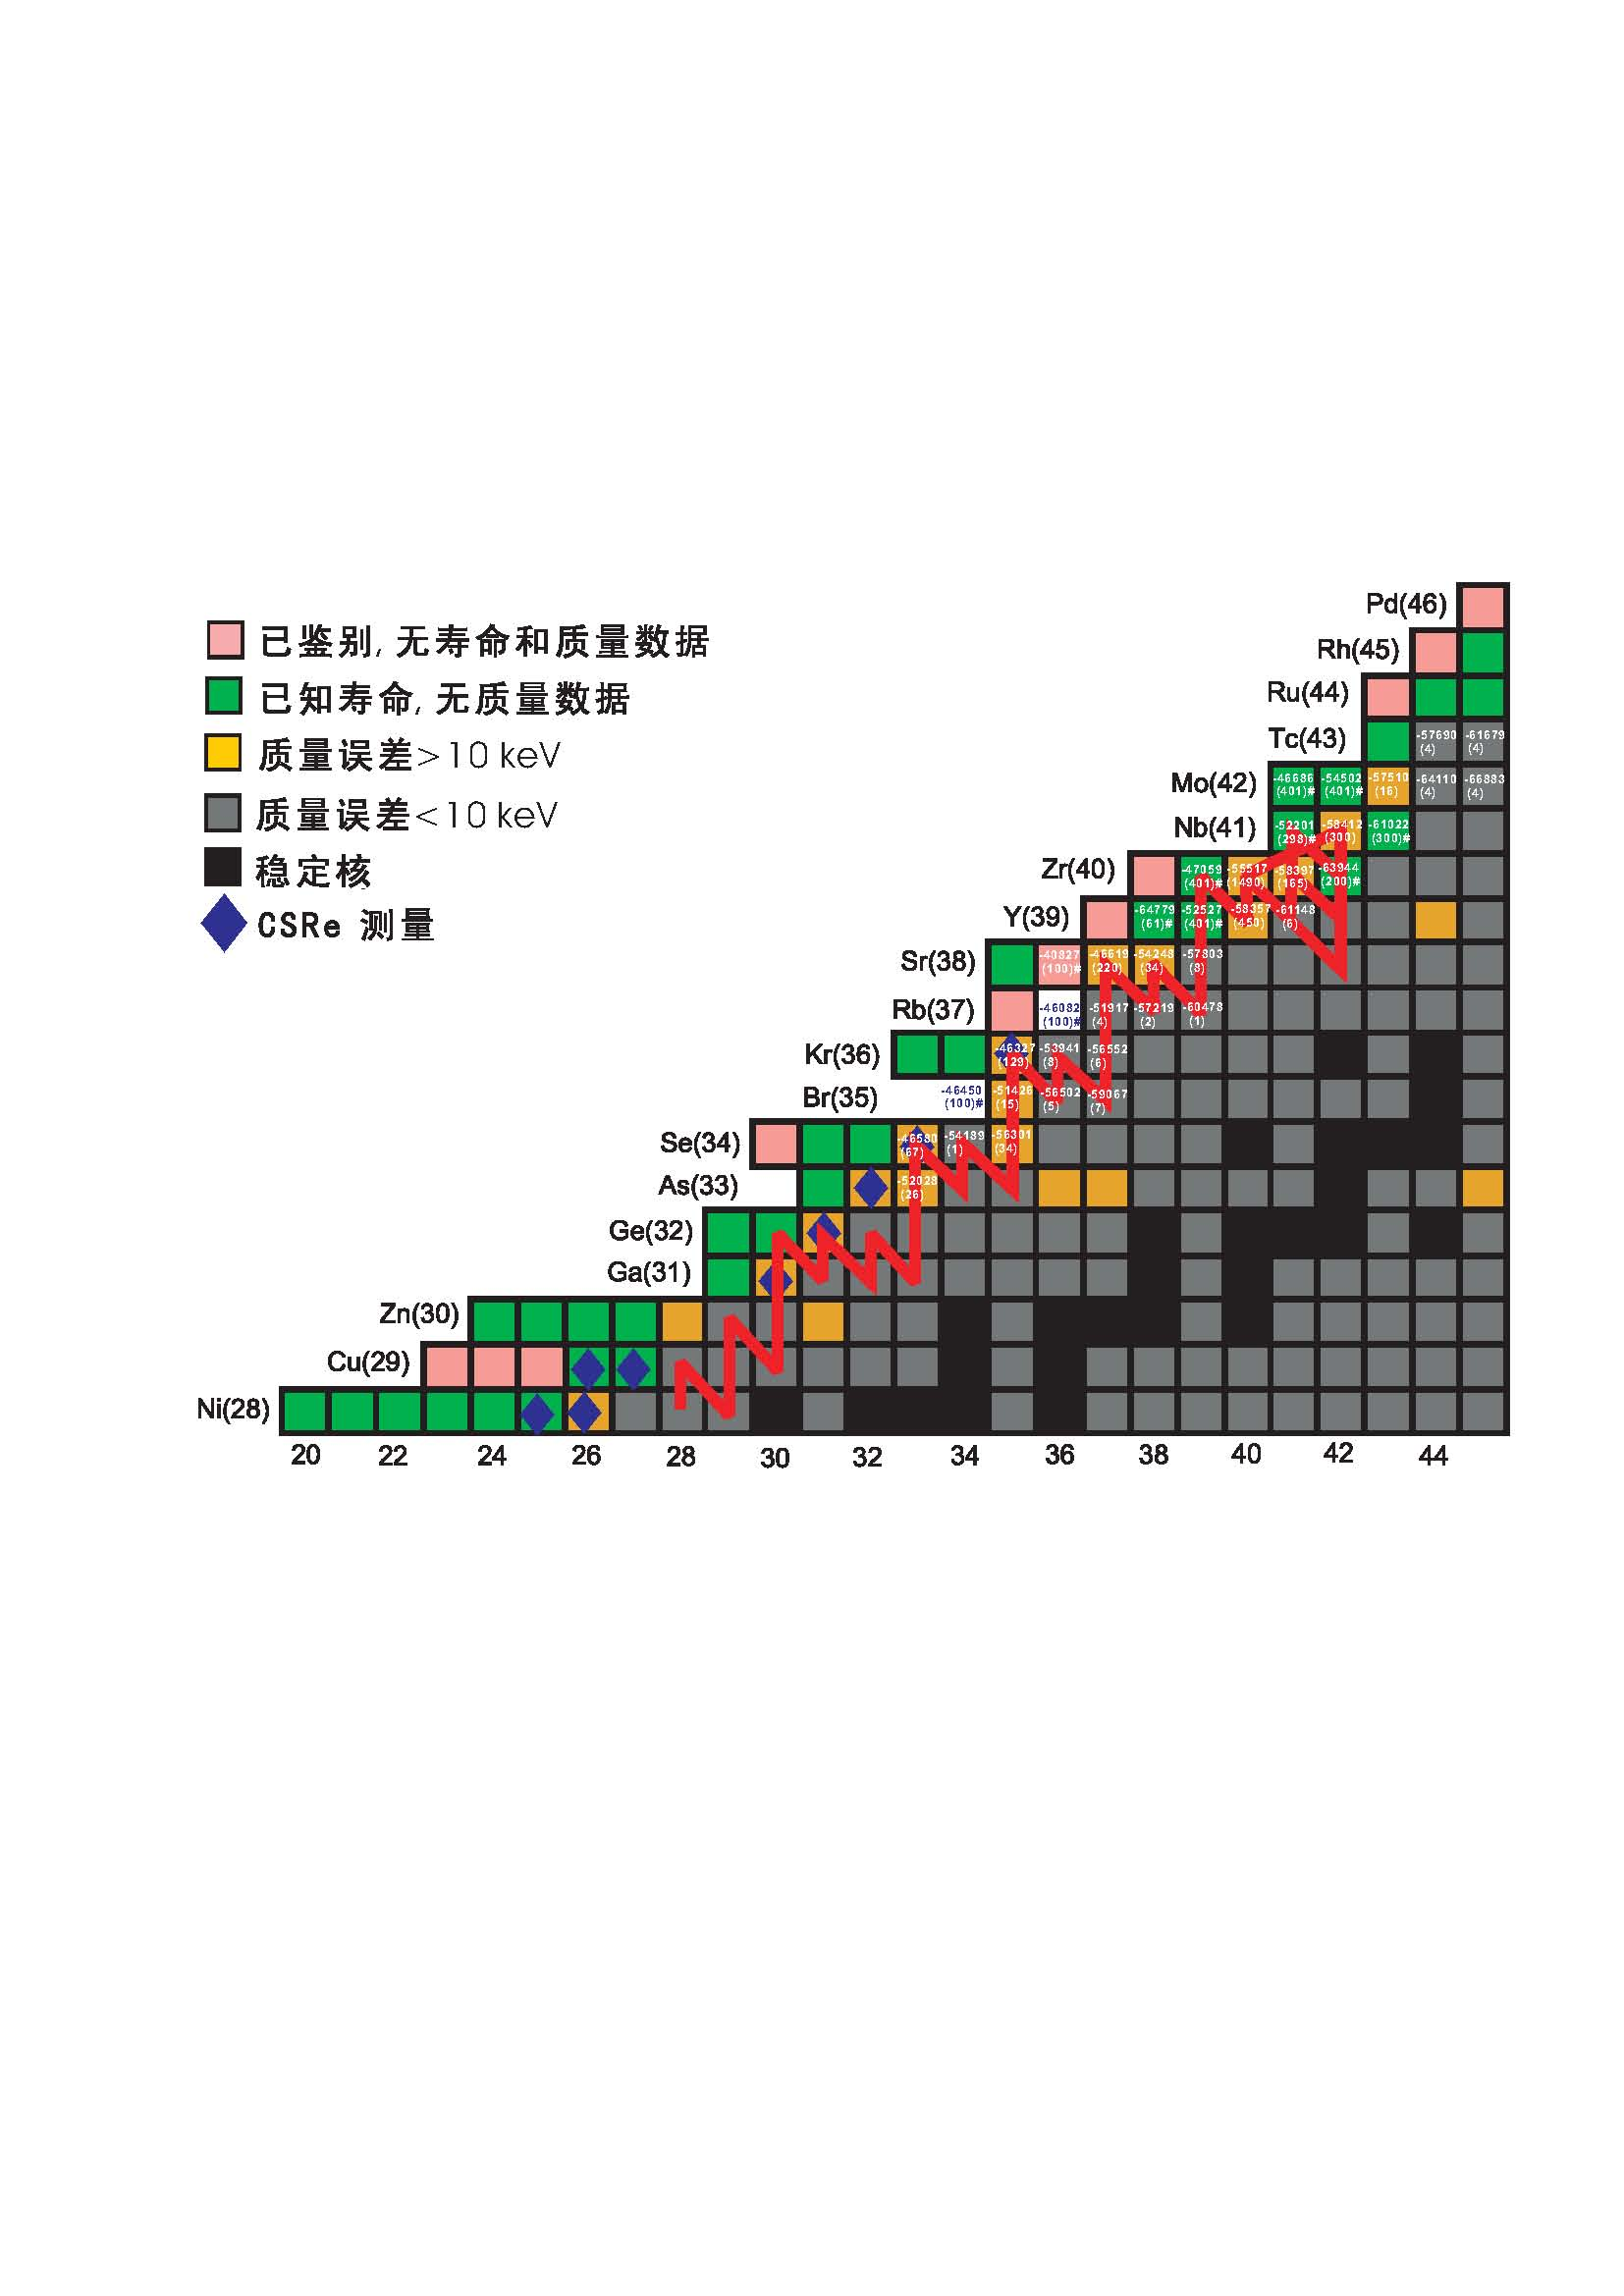 Pd(46)
已鉴别, 无寿命和质量数据
Rh(45)
已知寿命, 无质量数据
Ru(44)
质量误差>10 keV
Tc(43) -57690 -61679
(4) (4)
质量误差<10 keV
Mo(42) -46686 -54502 -57510 -64110 -66883
(401)# (401)# (16) (4) (4)
Nb(41) -52201 -58412 -61022
(298)# (300) (300)#
稳定核
Zr(40) -47059 -55517 -58397 -63944
(401)# (1490) (165) (200)#
CSRe 测量
Y(39) -64779 -52527 -58357 -61148
(61)# (401)# (450) (6)
Sr(38) -40827 -46619 -54248 -57803
(100)# (220) (34) (8)
Rb(37) -46082 -51917 -57219 -60478
(100)# (4) (2) (1)
Kr(36) -46327 -53941 -56552
(129) (8) (6)
Br(35) -46450 -51426 -56502 -59067
(100)# (15) (5) (7)
Se(34) -46580 -54189 -56301
(67) (1) (34)
As(33) -52028
(26)
Ge(32)
Ga(31)
Zn(30)
Cu(29)
Ni(28)
20 22 24 26 28 30 32 34 36 38 40 42 44